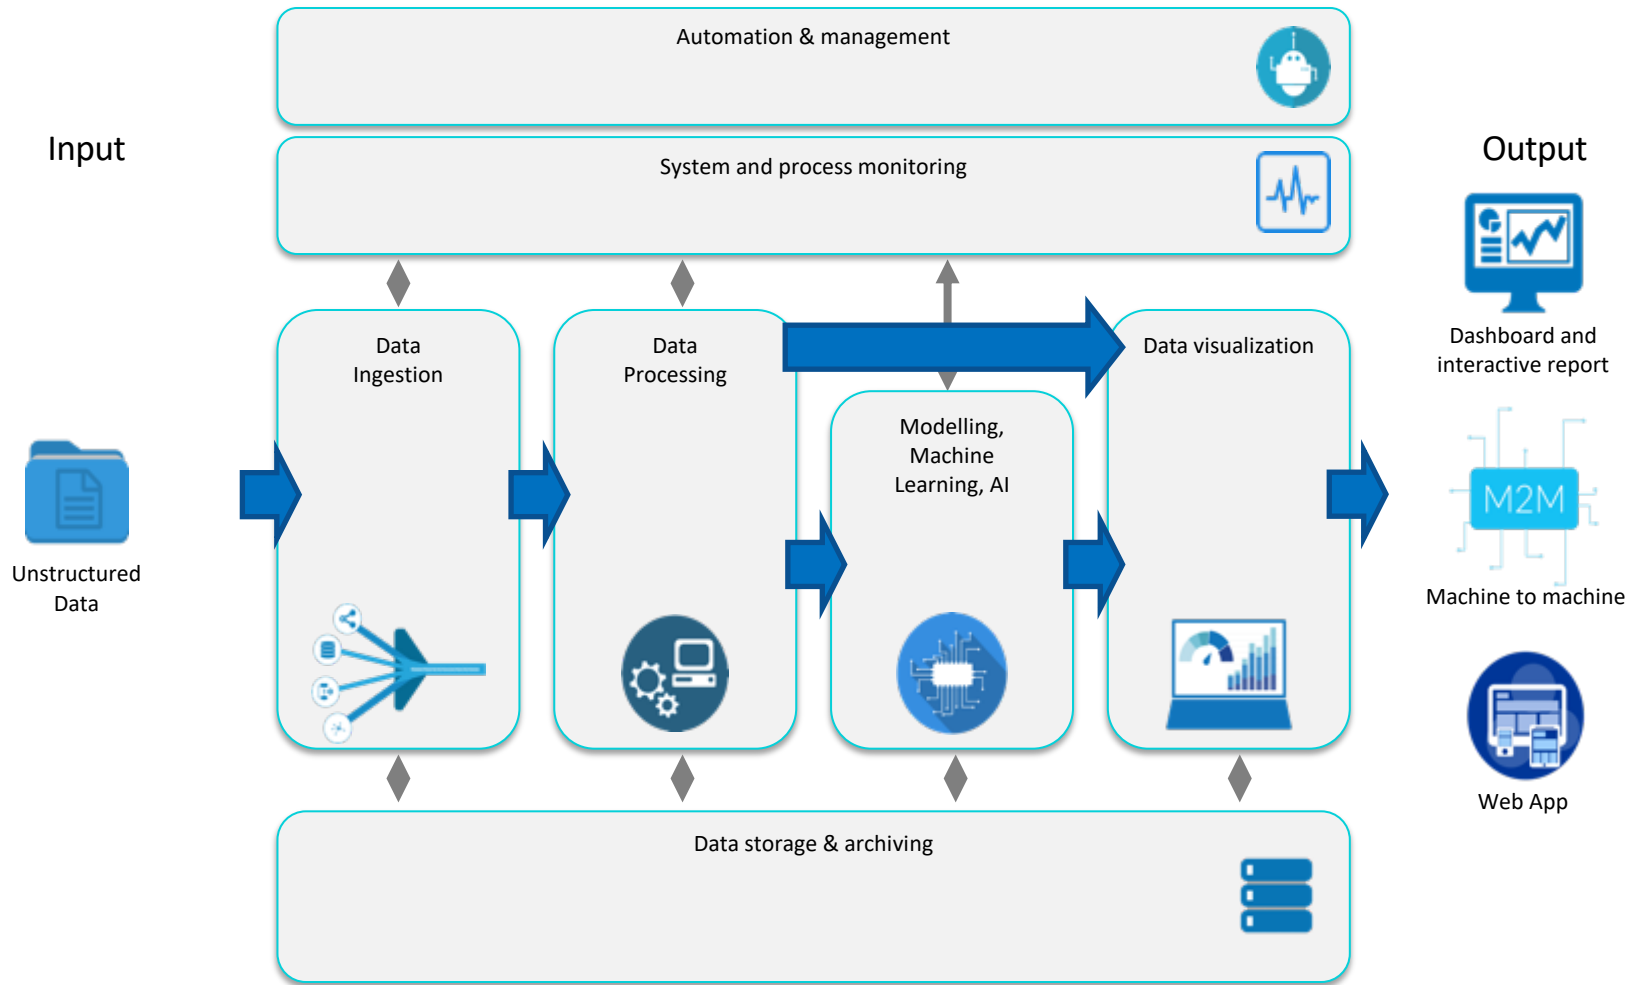 Automation & management
Input
System and process monitoring
Output
Data
Ingestion
Data
Processing
Data visualization
Dashboard and
interactive report
Modelling,
Machine
Learning, AI
M2M
Unstructured
Data
Machine to machine
Web App
Data storage & archiving